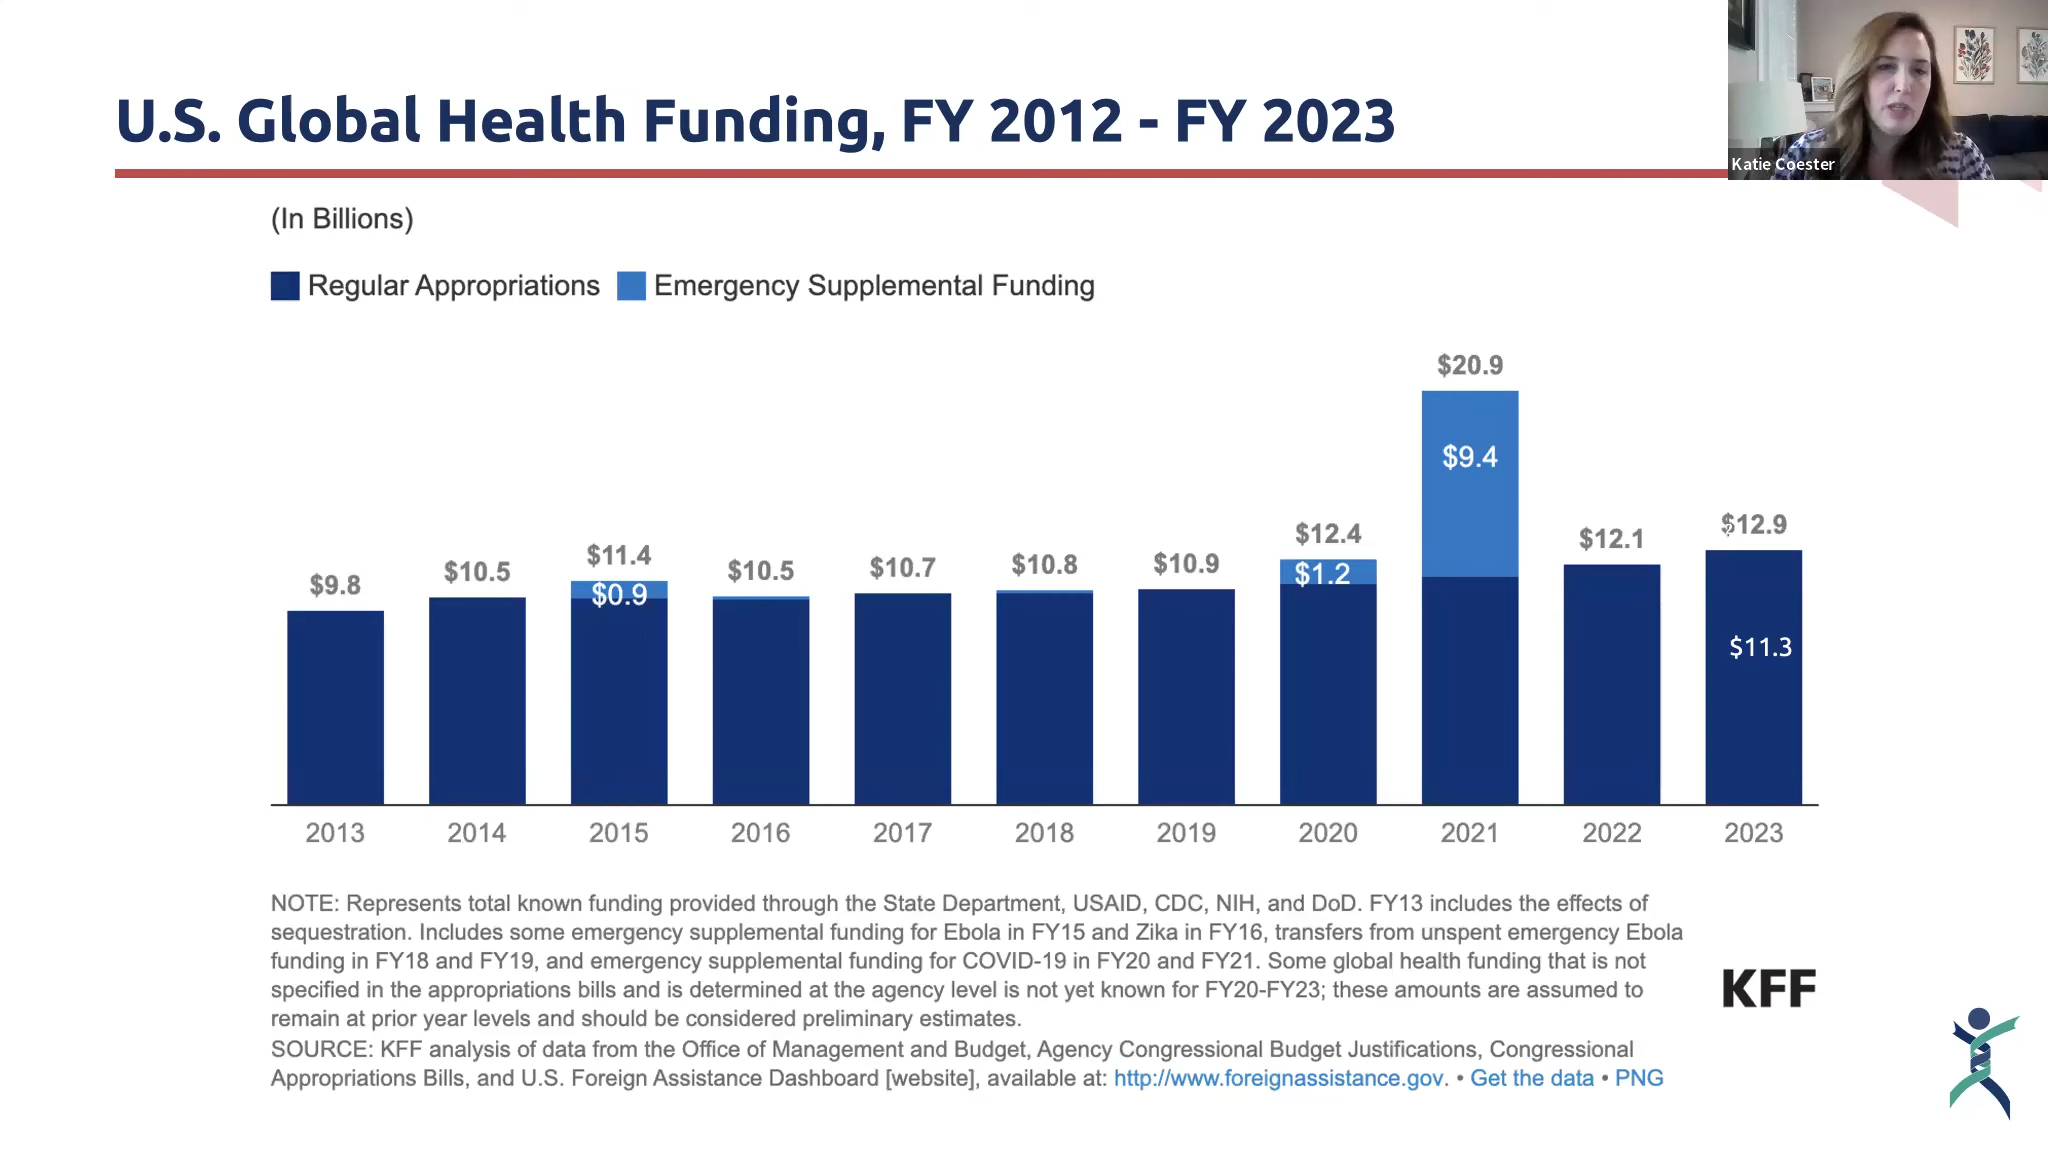 U.S. Global Health Funding, FY 2012 - FY 2023
Katie Coester
(In Billions)
Regular Appropriations
Emergency Supplemental Funding
$9.8
$10.5
$11.4
$0.9
$10.5
$10.7
$10.8
$10.9
$12.4
$1.2
$20.9
$9.4
$12.1
$12.9
$11.3
2013
2014
2015
2016
2017
2018
2019
2020
2021
2022
2023
NOTE: Represents total known funding provided through the State Department, USAID, CDC, NIH, and DoD. FY13 includes the effects of
sequestration. Includes some emergency supplemental funding for Ebola in FY15 and Zika in FY16, transfers from unspent emergency Ebola
funding in FY18 and FY19, and emergency supplemental funding for COVID-19 in FY20 and FY21. Some global health funding that is not
specified in the appropriations bills and is determined at the agency level is not yet known for FY20-FY23; these amounts are assumed to
remain at prior year levels and should be considered preliminary estimates.
SOURCE: KFF analysis of data from the Office of Management and Budget, Agency Congressional Budget Justifications, Congressional
Appropriations Bills, and U.S. Foreign Assistance Dashboard [website], available at: http://www.foreignassistance.gov. • Get the data • PNG
KFF